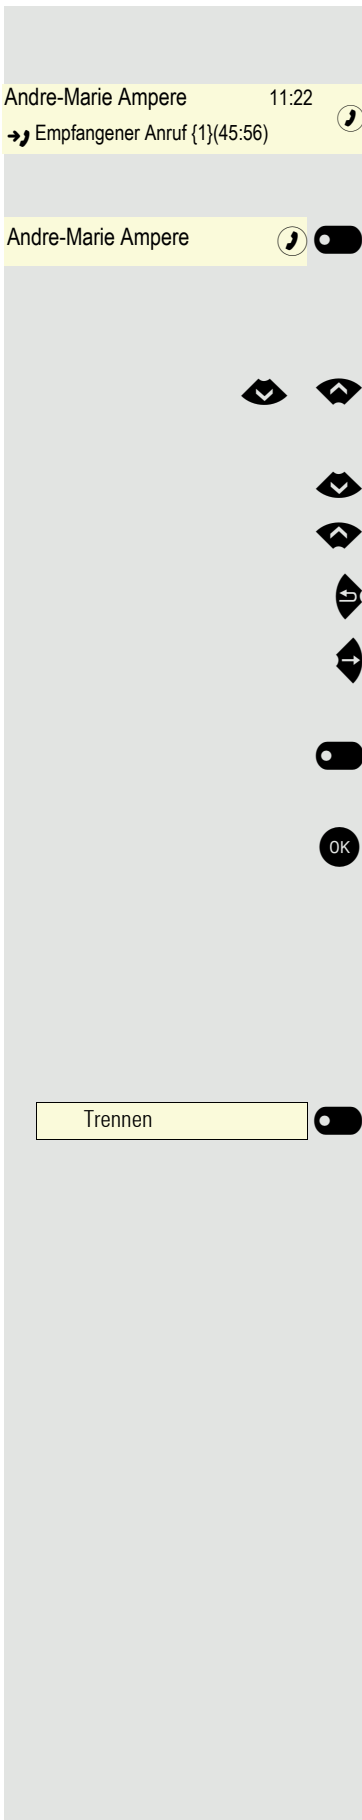 Andre-Marie Ampere 11:22
Empfangener Anruf {1}(45:56)
Andre-Marie Ampere
OK
Trennen